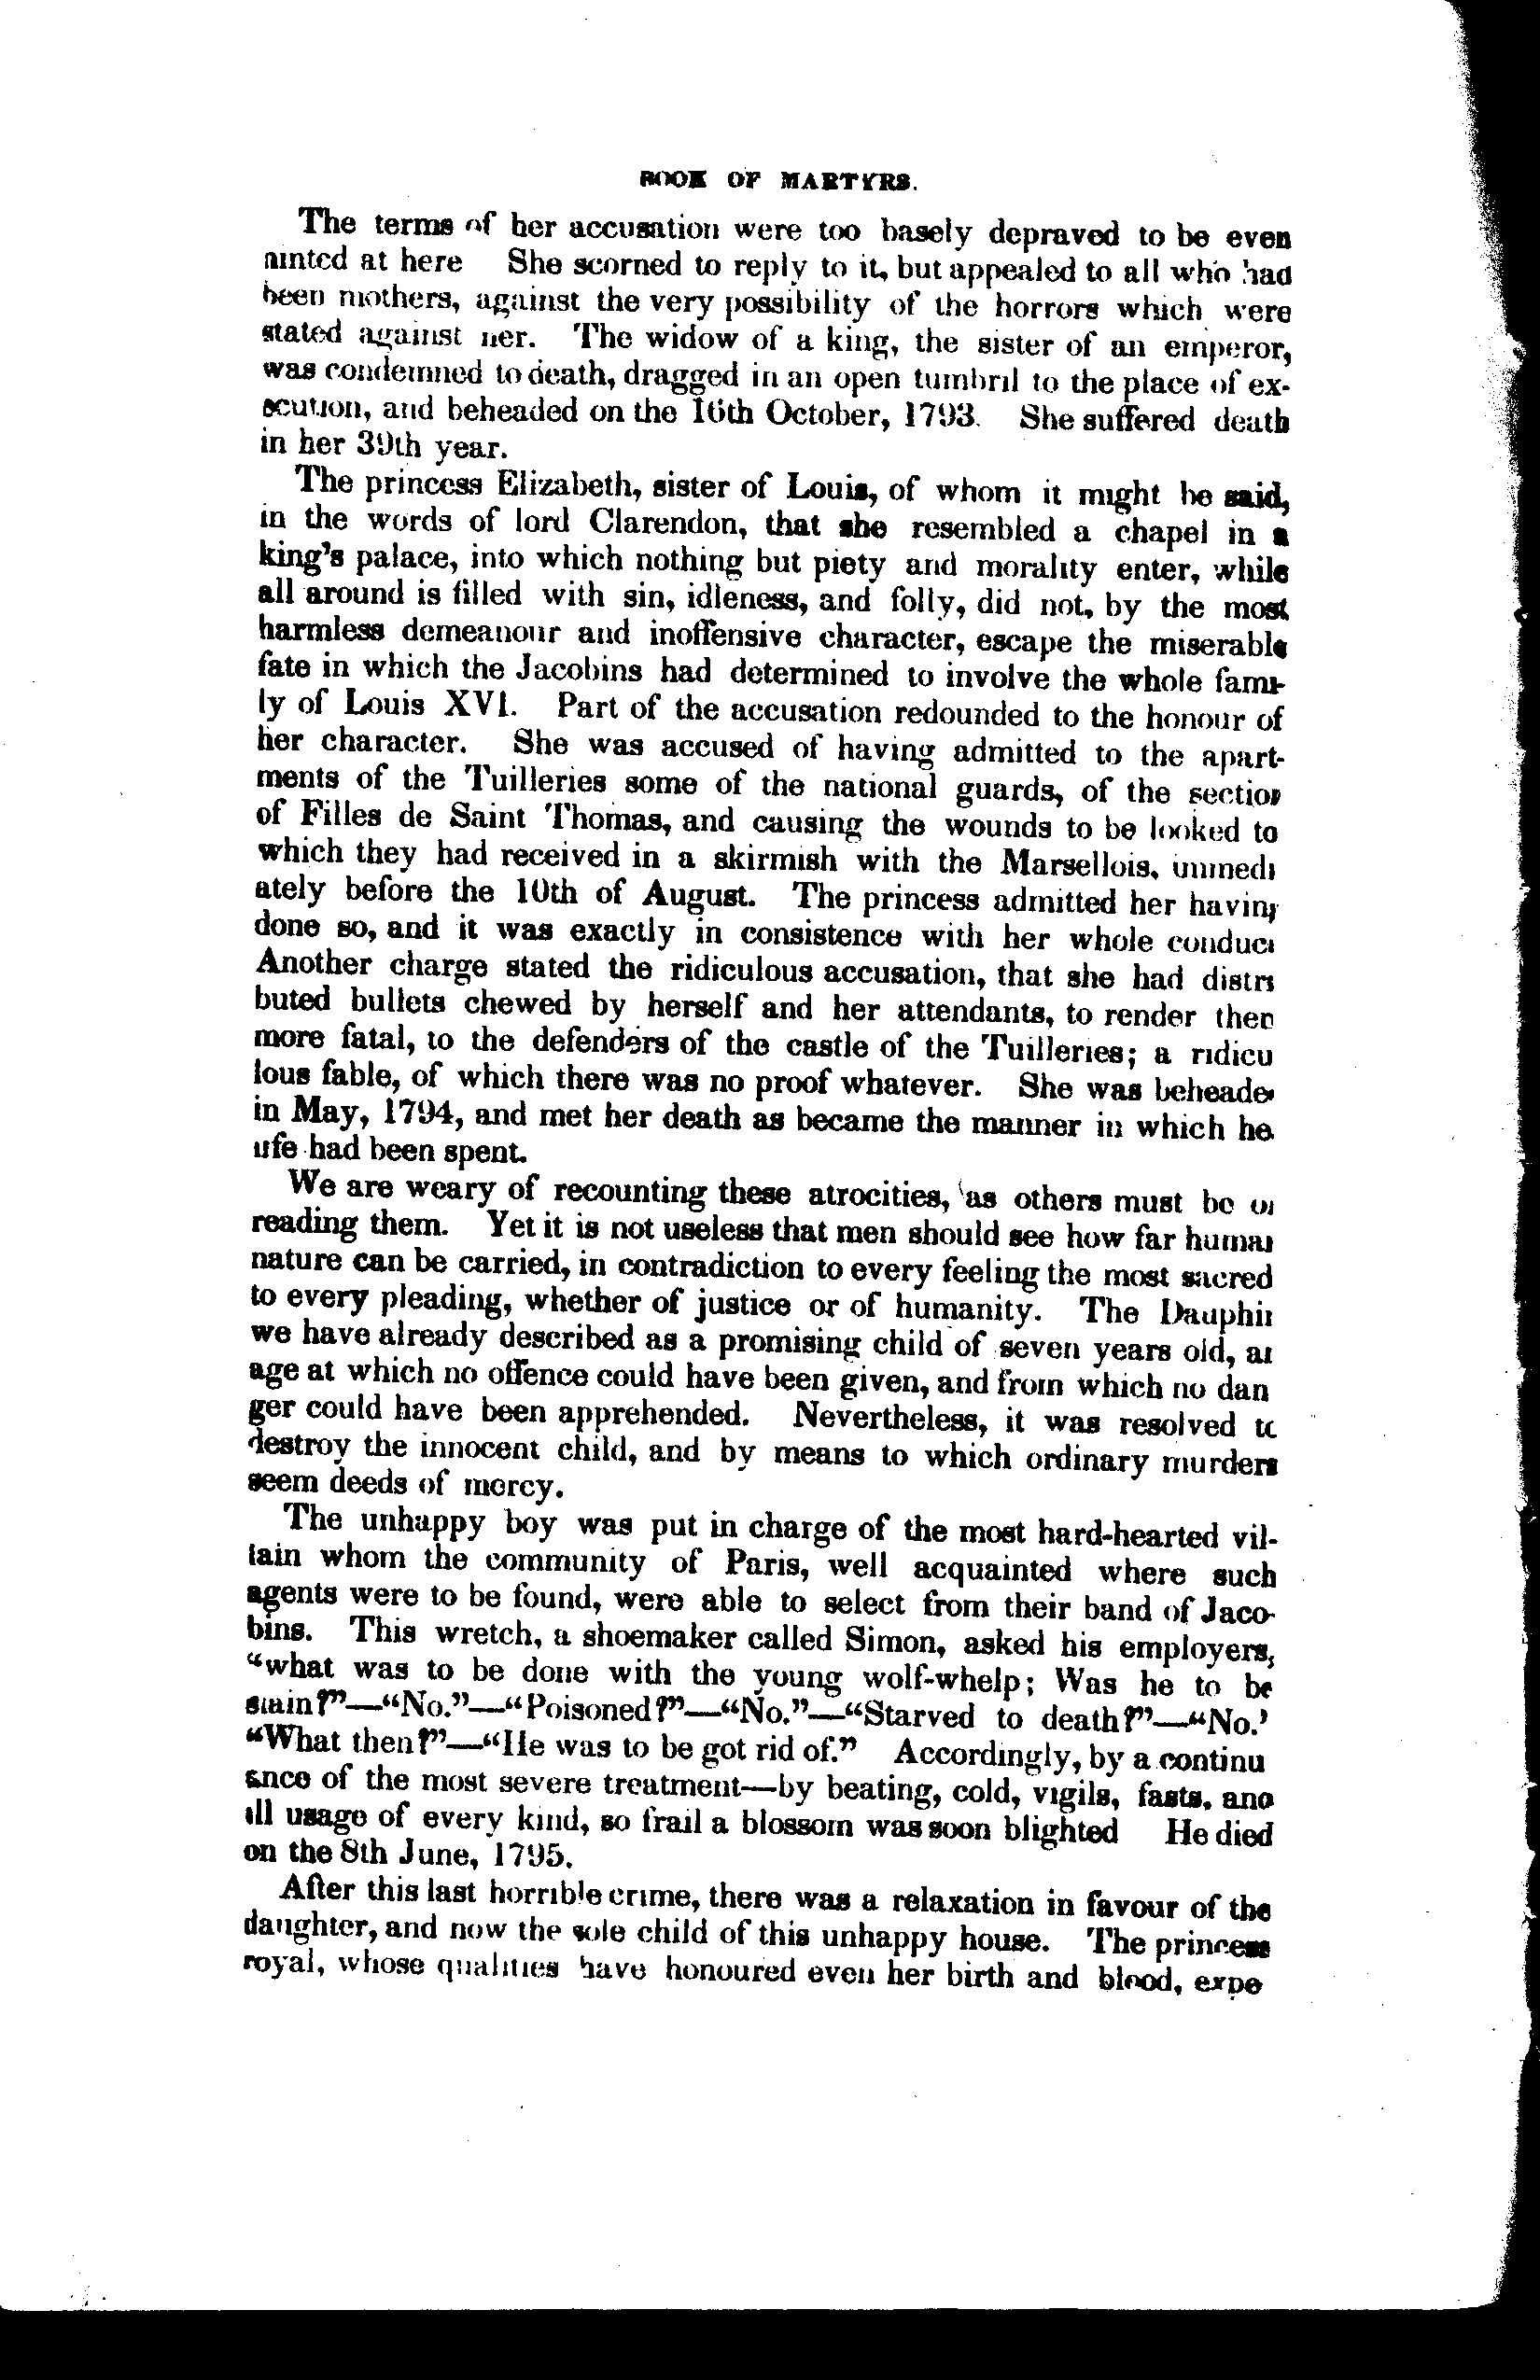 BOOK OF MARTYRS.
The terms of her accusation were too basely depraved to be even
hinted at here She scorned to reply to it, but appealed to all who had
been mothers, against the very possibility of the horrors which were
stated against her. The widow of a king, the sister of an emperor,
was condemned to death, dragged in an open tumbril to the place of ex-
ecution, and beheaded on the 16th October, 1793. She suffered death
in her 39th year.
The princess Elizabeth, sister of Louis, of whom it might be said,
in the words of lord Clarendon, that she resembled a chapel in a
king's palace, into which nothing but piety and morality enter, while
all around is filled with sin, idleness, and folly, did not, by the most
harmless demeanour and inoffensive character, escape the miserable
fate in which the Jacobins had determined to involve the whole fami-
ly of Louis XVI. Part of the accusation redounded to the honour of
her character. She was accused of having admitted to the apart-
ments of the Tuilleries some of the national guards, of the section
of Filles de Saint Thomas, and causing the wounds to be looked to
which they had received in a skirmish with the Marsellois, immedi
ately before the 10th of August. The princess admitted her having
done so, and it was exactly in consistence with her whole conduct
Another charge stated the ridiculous accusation, that she had distri
buted bullets chewed by herself and her attendants, to render them
more fatal, to the defenders of the castle of the Tuilleries; a ridicu
lous fable, of which there was no proof whatever. She was beheaded
in May, 1794, and met her death as became the manner in which he
life had been spent.
We are weary of recounting these atrocities, as others must be of
reading them. Yet it is not useless that men should see how far human
nature can be carried, in contradiction to every feeling the most sacred
to every pleading, whether of justice or of humanity. The Dauphin
we have already described as a promising child of seven years old, an
age at which no offence could have been given, and from which no dan
ger could have been apprehended. Nevertheless, it was resolved to
destroy the innocent child, and by means to which ordinary murders
seem deeds of mercy.
The unhappy boy was put in charge of the most hard-hearted vil-
lain whom the community of Paris, well acquainted where such
agents were to be found, were able to select from their band of Jaco-
bins. This wretch, a shoemaker called Simon, asked his employers,
"what was to be done with the young wolf-whelp; Was he to be
slain?"—"No."—"Poisoned?"—"No."—"Starved to death?"—"No.'
"What then?"—"He was to be got rid of." Accordingly, by a continu
ance of the most severe treatment—by beating, cold, vigils, fasts, and
ill usage of every kind, so frail a blossom was soon blighted He died
on the 8th June, 1795.
After this last horrible crime, there was a relaxation in favour of the
daughter, and now the sole child of this unhappy house. The princess
royal, whose qualities have honoured even her birth and blood, expe